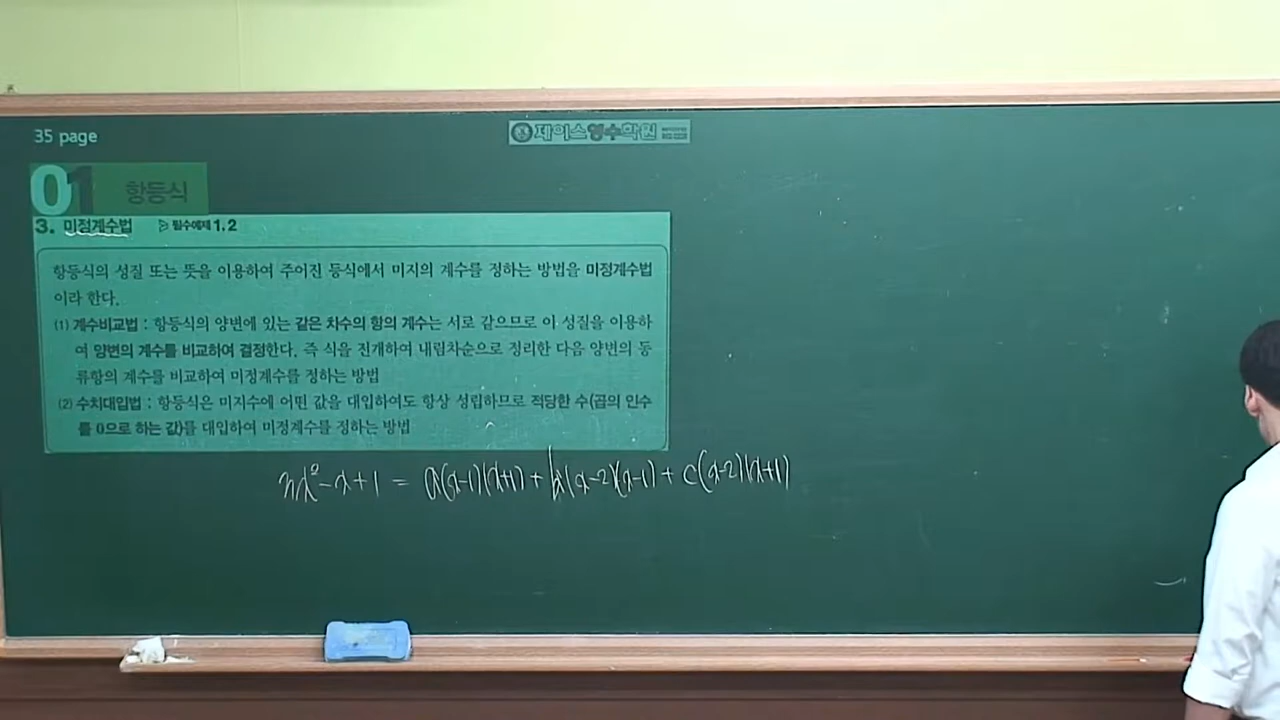 35 page
제이스영수학원
01 항등식
3. 미정계수법 ▷ 필수예제 1, 2
항등식의 성질 또는 뜻을 이용하여 주어진 등식에서 미지의 계수를 정하는 방법을 미정계수법
이라 한다.
(1) 계수비교법 : 항등식의 양변에 있는 같은 차수의 항의 계수는 서로 같으므로 이 성질을 이용하
여 양변의 계수를 비교하여 결정한다. 즉 식을 전개하여 내림차순으로 정리한 다음 양변의 동
류항의 계수를 비교하여 미정계수를 정하는 방법
(2) 수치대입법 : 항등식은 미지수에 어떤 값을 대입하여도 항상 성립하므로 적당한 수(곱의 인수
를 0으로 하는 값)를 대입하여 미정계수를 정하는 방법
x²-x+1 = a(x-1)(x+1) + b(x-2)(x-1) + c(x-2)(x+1)